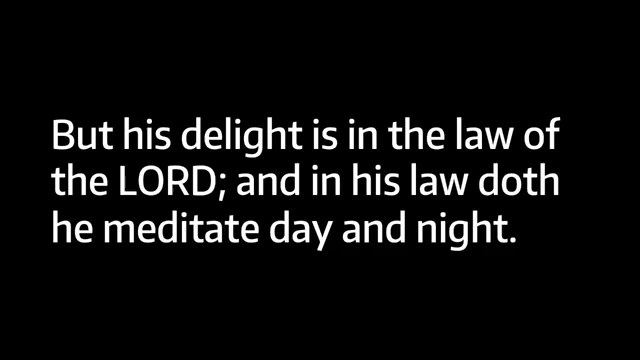 But his delight is in the law of
the LORD; and in his law doth
he meditate day and night.